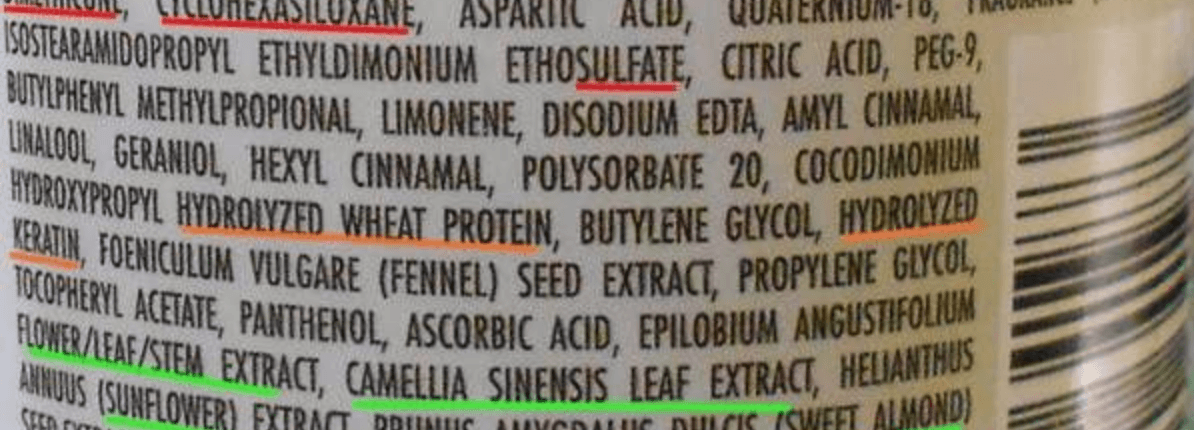 CYCLOHEXASILOXANE, ASPARTIC ACID, QUATERNIUM-18,
ISOSTEARAMIDOPROPYL ETHYLDIMONIUM ETHOSULFATE, CITRIC ACID, PEG-9,
BUTYLPHENYL METHYLPROPIONAL, LIMONENE, DISODIUM EDTA, AMYL CINNAMAL,
LINALOOL, GERANIOL, HEXYL CINNAMAL, POLYSORBATE 20, COCODIMONIUM
HYDROXYPROPYL HYDROLYZED WHEAT PROTEIN, BUTYLENE GLYCOL, HYDROLYZED
KERATIN, FOENICULUM VULGARE (FENNEL) SEED EXTRACT, PROPYLENE GLYCOL,
TOCOPHERYL ACETATE, PANTHENOL, ASCORBIC ACID, EPILOBIUM ANGUSTIFOLIUM
FLOWER/LEAF/STEM EXTRACT, CAMELLIA SINENSIS LEAF EXTRACT, HELIANTHUS
ANNUUS (SUNFLOWER) EXTRACT, PRUNUS AMYGDALUS DULCIS (SWEET ALMOND)
SEED